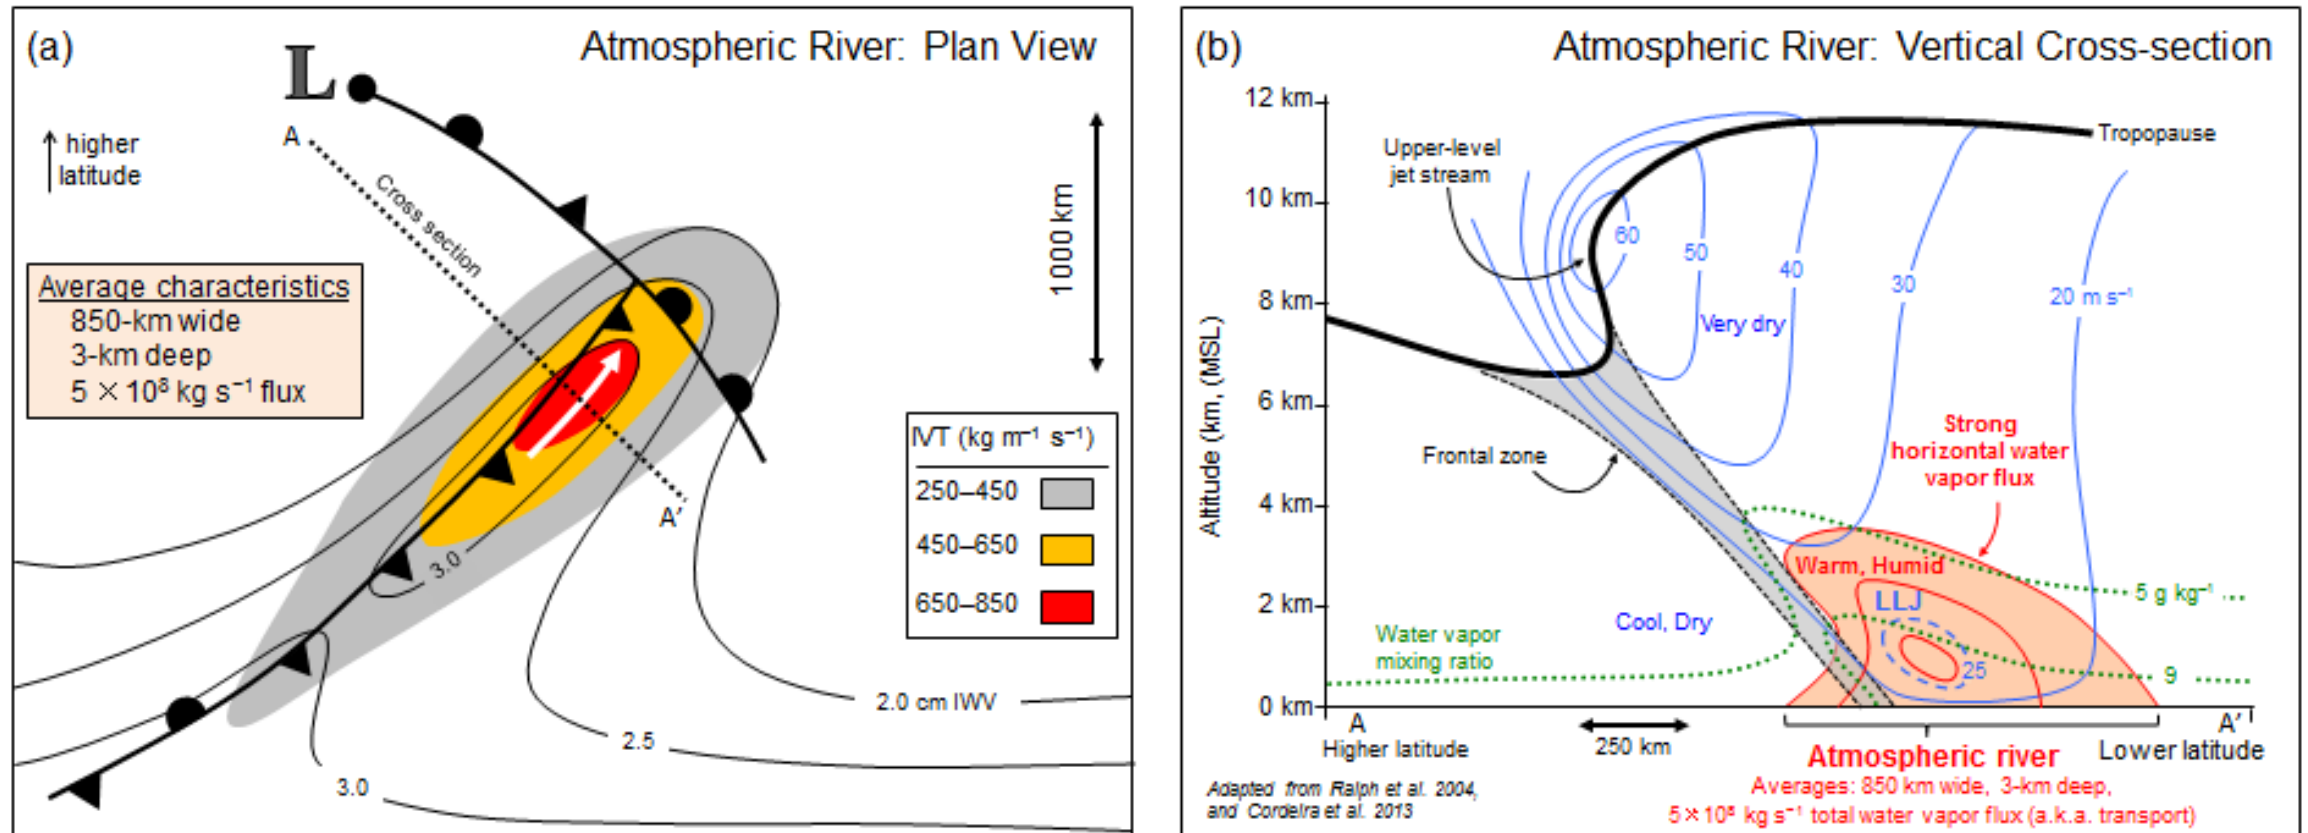 (a)
Atmospheric River: Plan View
L
A
higher
latitude
Cross section
1000 km
Average characteristics
850-km wide
3-km deep
5 × 10⁸ kg s⁻¹ flux
A'
IVT (kg m⁻¹ s⁻¹)
250–450
450–650
650–850
3.0
2.0 cm IWV
2.5
3.0
(b)
Atmospheric River: Vertical Cross-section
12 km
10 km
8 km
6 km
4 km
2 km
0 km
Altitude (km, (MSL)
Tropopause
Upper-level
jet stream
60
50
40
30
20 m s⁻¹
Very dry
Frontal zone
Strong
horizontal water
vapor flux
Warm, Humid
LLJ
25
5 g kg⁻¹
9
Cool, Dry
Water vapor
mixing ratio
A
Higher latitude
250 km
A'
Lower latitude
Atmospheric river
Averages: 850 km wide, 3-km deep,
5 × 10⁸ kg s⁻¹ total water vapor flux (a.k.a. transport)
Adapted from Ralph et al. 2004,
and Cordeira et al. 2013